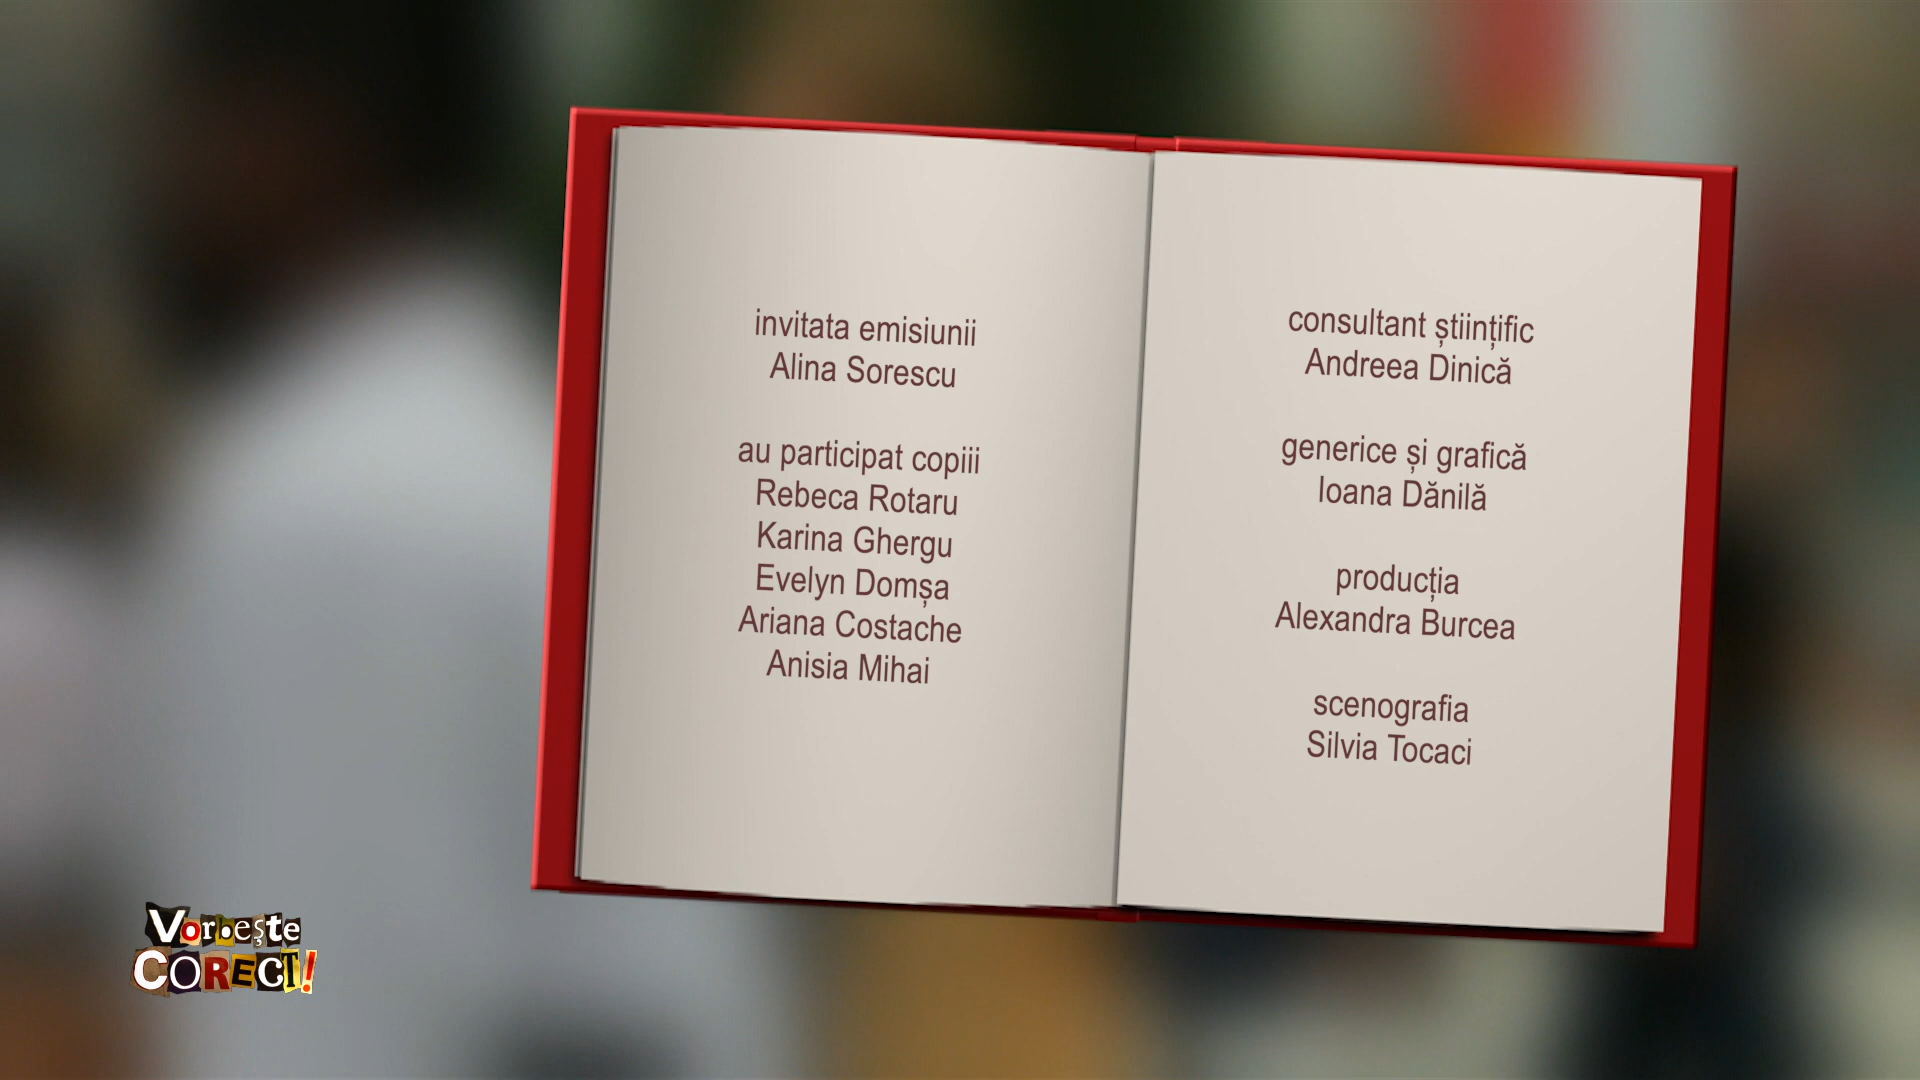 invitata emisiunii
Alina Sorescu
au participat copiii
Rebeca Rotaru
Karina Ghergu
Evelyn Domșa
Ariana Costache
Anisia Mihai
consultant științific
Andreea Dinică
generice și grafică
Ioana Dănilă
producția
Alexandra Burcea
scenografia
Silvia Tocaci
Vorbește
CORECT!